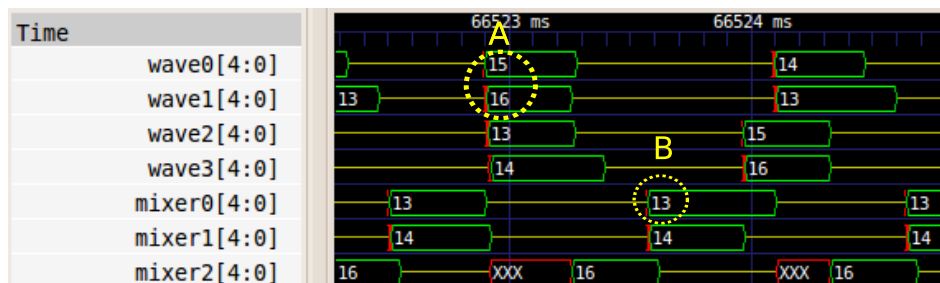 Time 66523 ms 66524 ms
A
wave0[4:0] 15 14
wave1[4:0] 13 16 13
wave2[4:0] 13 15
B
wave3[4:0] 14 16
mixer0[4:0] 13 13 13
mixer1[4:0] 14 14 14
mixer2[4:0] 16 XXX 16 XXX 16